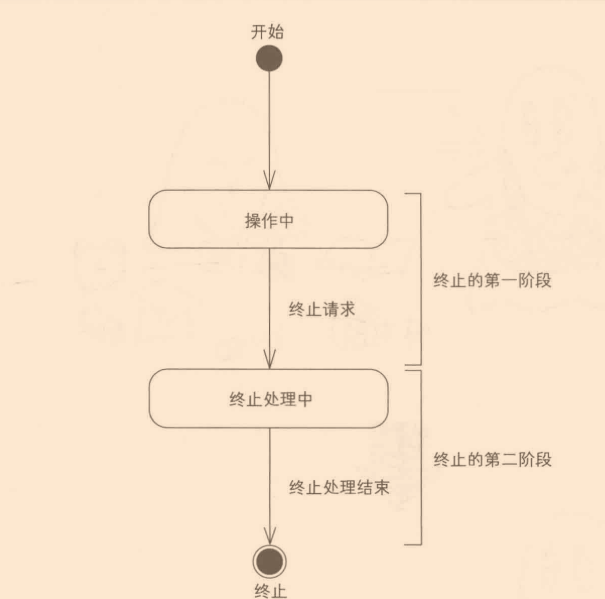 开始
操作中
终止的第一阶段
终止请求
终止处理中
终止的第二阶段
终止处理结束
终止